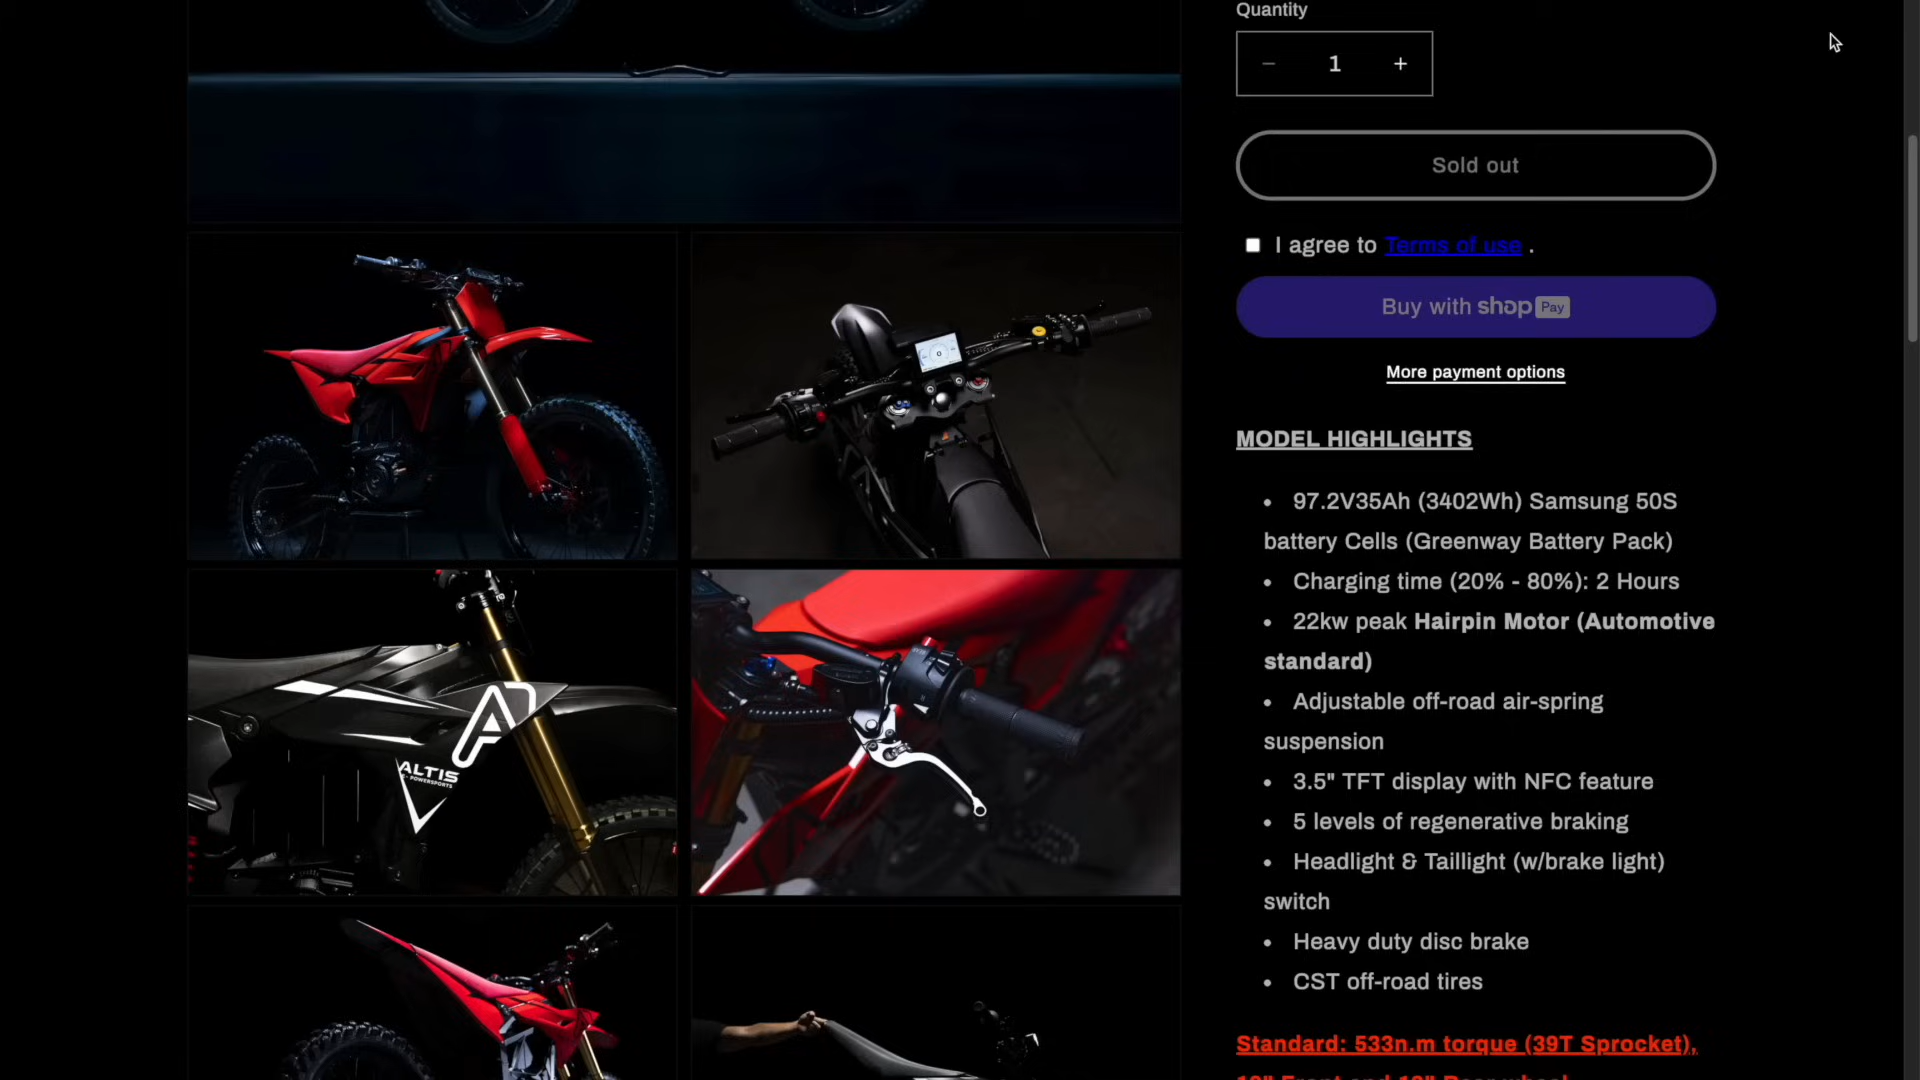 Quantity
− 1 +
Sold out
I agree to Terms of use .
Buy with shop Pay
More payment options
MODEL HIGHLIGHTS
• 97.2V35Ah (3402Wh) Samsung 50S
battery Cells (Greenway Battery Pack)
• Charging time (20% - 80%): 2 Hours
• 22kw peak Hairpin Motor (Automotive
standard)
• Adjustable off-road air-spring
suspension
• 3.5" TFT display with NFC feature
• 5 levels of regenerative braking
• Headlight & Taillight (w/brake light)
switch
• Heavy duty disc brake
• CST off-road tires
Standard: 533n.m torque (39T Sprocket),
ALTIS